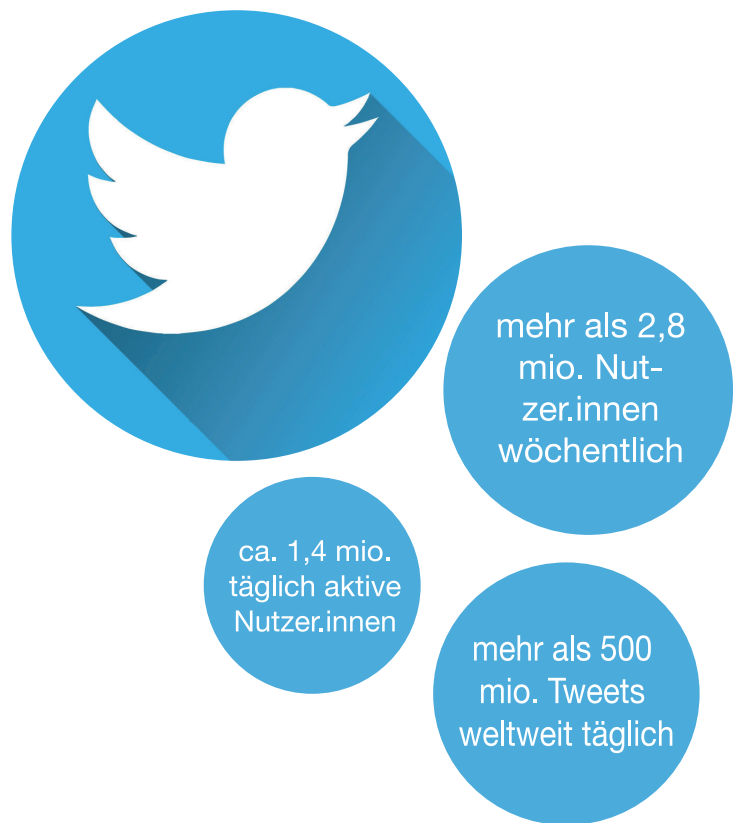 mehr als 2,8
mio. Nut-
zer.innen
wöchentlich
ca. 1,4 mio.
täglich aktive
Nutzer.innen
mehr als 500
mio. Tweets
weltweit täglich